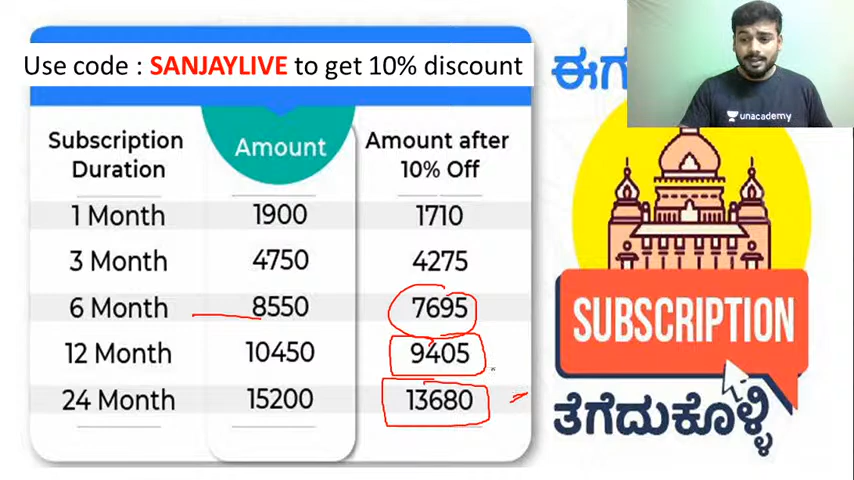 Use code : SANJAYLIVE to get 10% discount
Subscription Duration Amount Amount after 10% Off
1 Month 1900 1710
3 Month 4750 4275
6 Month 8550 7695
12 Month 10450 9405
24 Month 15200 13680
unacademy
SUBSCRIPTION
ತೆಗೆದುಕೊಳ್ಳಿ